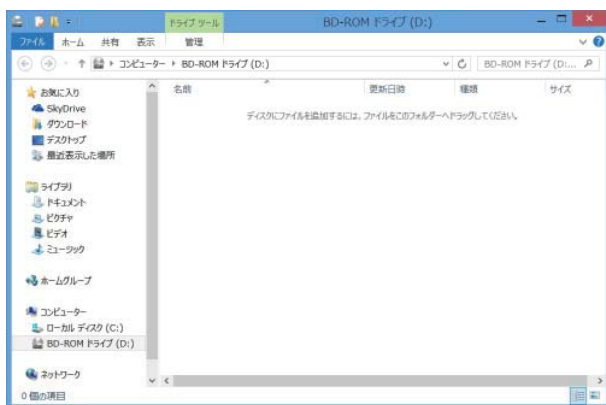 ドライブ ツール
BD-ROM ドライブ (D:)
ファイル ホーム 共有 表示 管理
コンピューター BD-ROM ドライブ (D:)
BD-ROM ドライブ (D:...
名前 更新日時 種類 サイズ
ディスクにファイルを追加するには、ファイルをこのフォルダーへドラッグしてください。
お気に入り
SkyDrive
ダウンロード
デスクトップ
最近表示した場所
ライブラリ
ドキュメント
ピクチャ
ビデオ
ミュージック
ホームグループ
コンピューター
ローカル ディスク (C:)
BD-ROM ドライブ (D:)
ネットワーク
0 個の項目